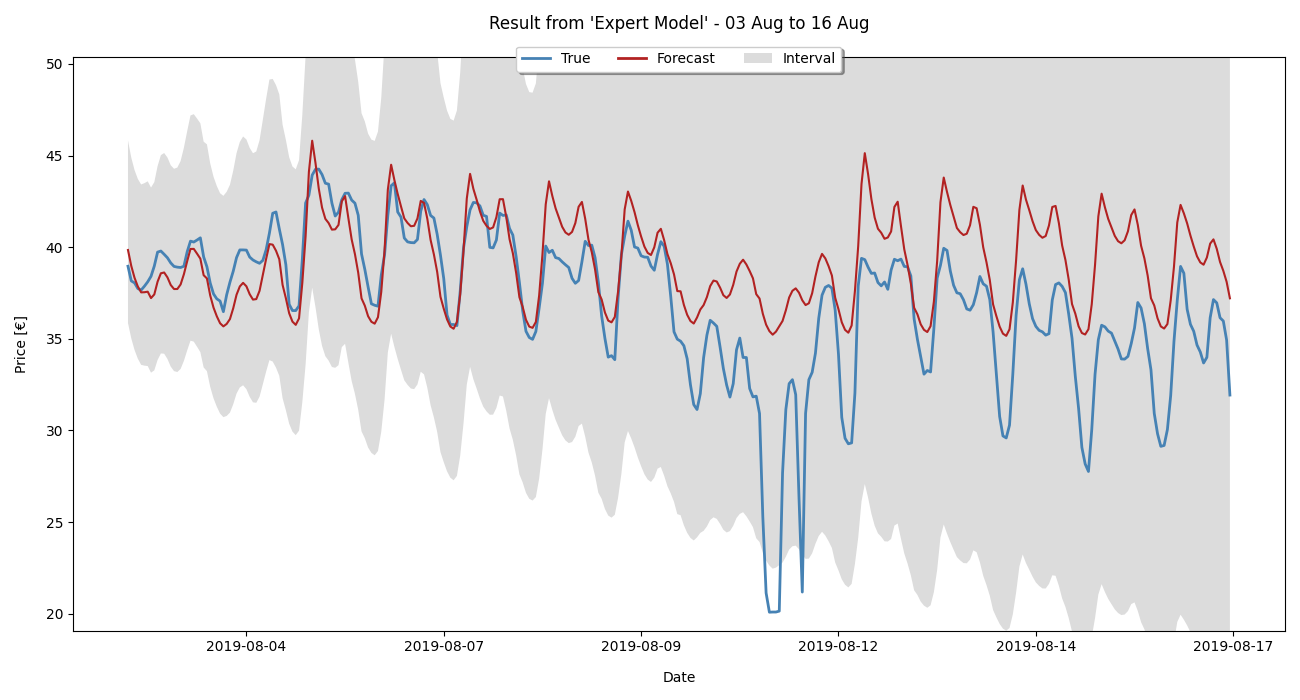 Result from 'Expert Model' - 03 Aug to 16 Aug
True Forecast Interval
50
45
40
35
30
25
20
Price [€]
2019-08-04 2019-08-07 2019-08-09 2019-08-12 2019-08-14 2019-08-17
Date